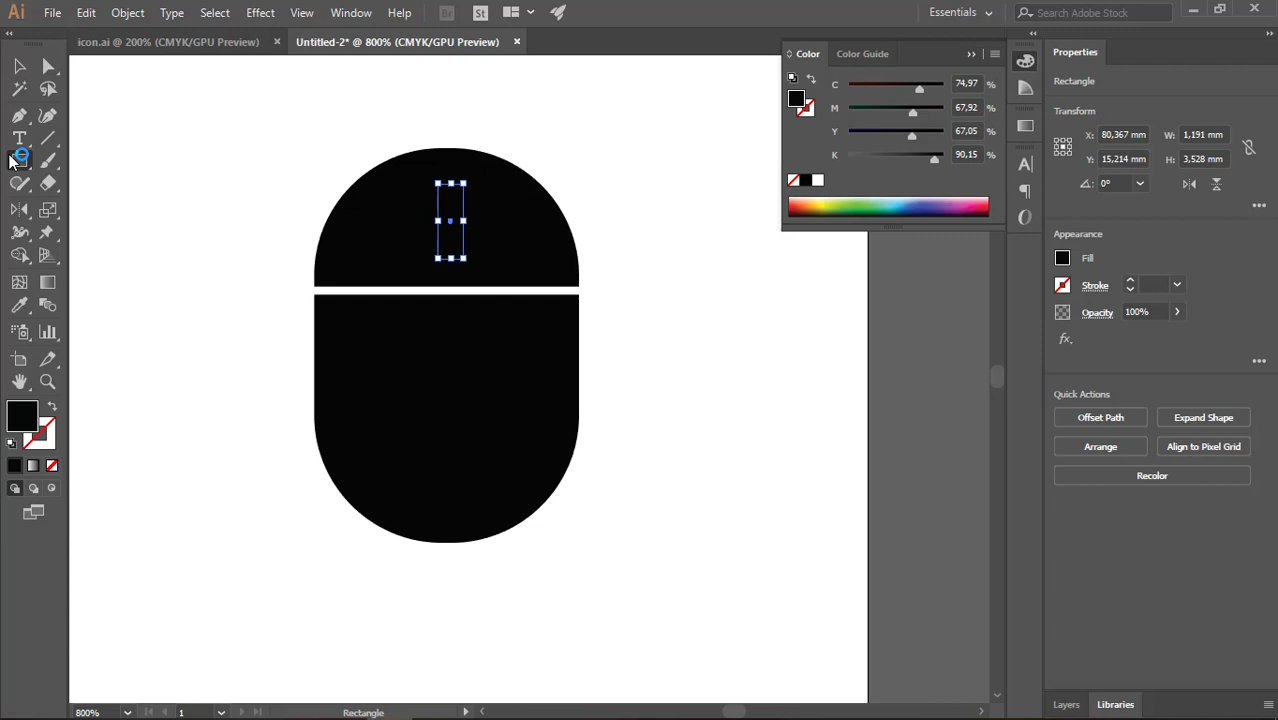 Ai File Edit Object Type Select Effect View Window Help Br St Essentials Search Adobe Stock
icon.ai @ 200% (CMYK/GPU Preview) Untitled-2* @ 800% (CMYK/GPU Preview)
Color Color Guide
C 74,97 %
M 67,92 %
Y 67,05 %
K 90,15 %
Properties
Rectangle
Transform
X: 80,367 mm W: 1,191 mm
Y: 15,214 mm H: 3,528 mm
0°
Appearance
Fill
Stroke
Opacity 100%
fx.
Quick Actions
Offset Path Expand Shape
Arrange Align to Pixel Grid
Recolor
Layers Libraries
800% 1 Rectangle